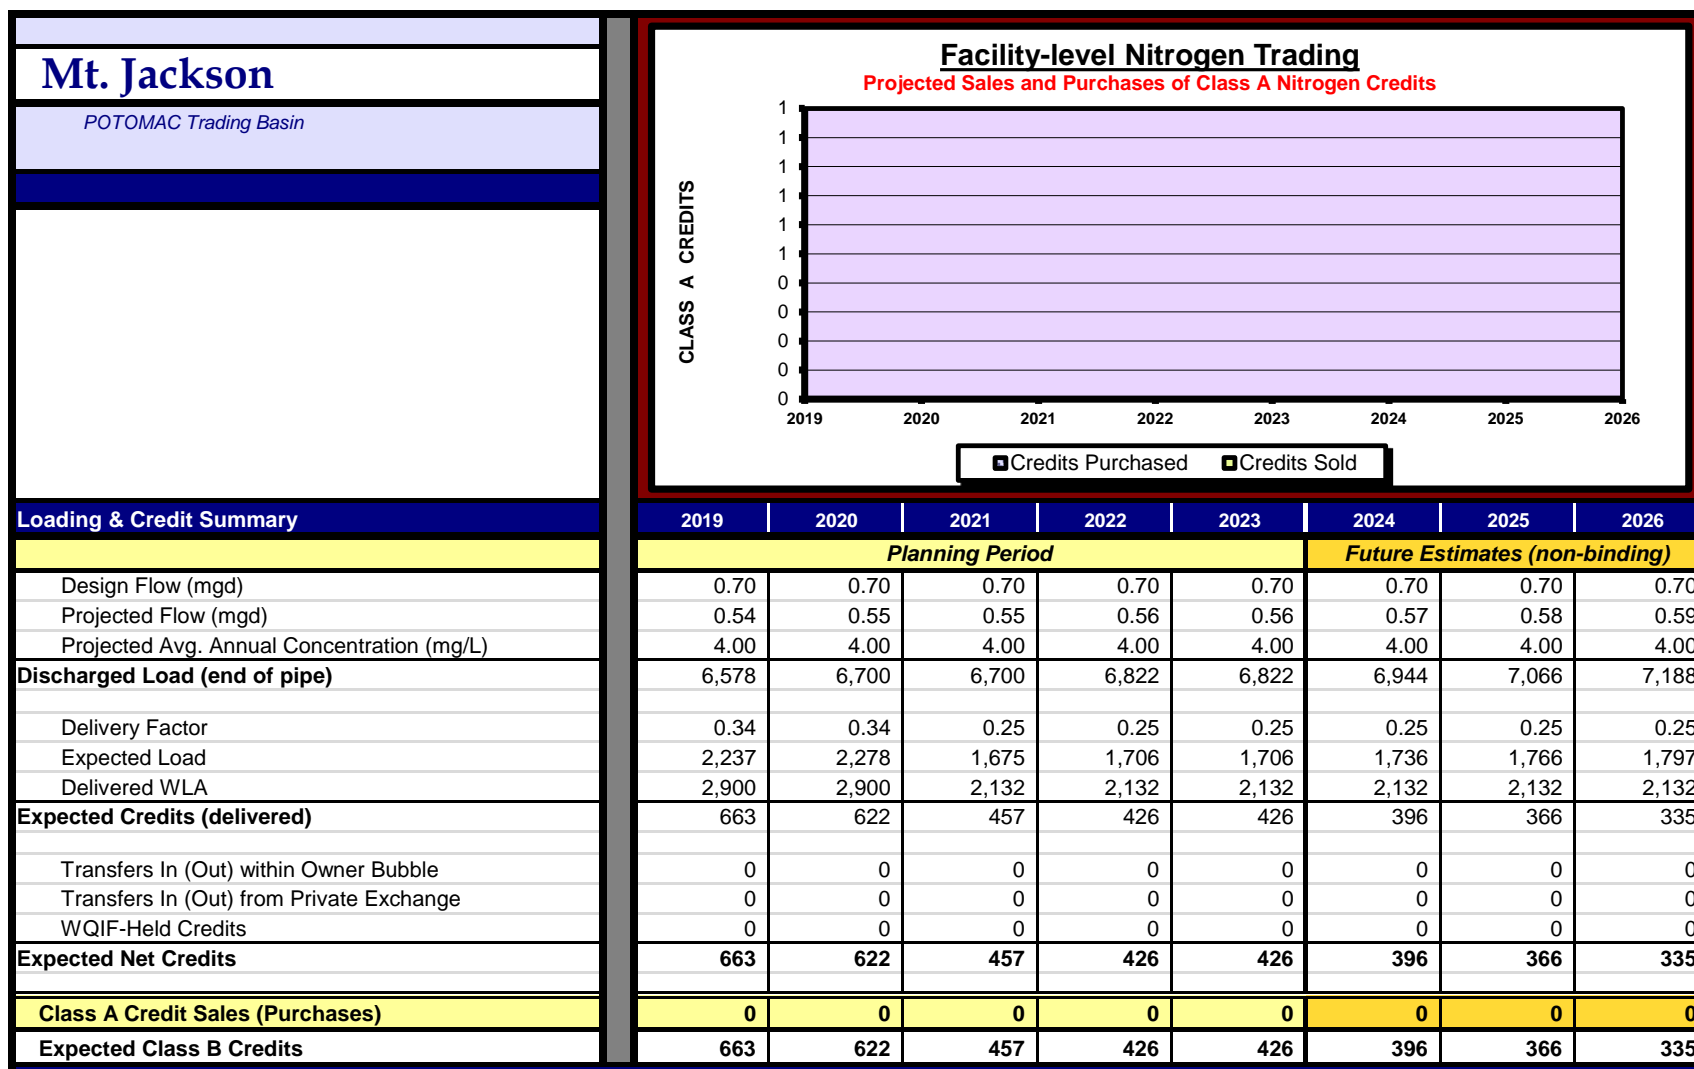 Mt. Jackson
POTOMAC Trading Basin
Facility-level Nitrogen Trading
Projected Sales and Purchases of Class A Nitrogen Credits
CLASS A CREDITS
1
1
1
1
1
1
0
0
0
0
0
2019 2020 2021 2022 2023 2024 2025 2026
Credits Purchased Credits Sold
Loading & Credit Summary 2019 2020 2021 2022 2023 2024 2025 2026
Planning Period Future Estimates (non-binding)
Design Flow (mgd) 0.70 0.70 0.70 0.70 0.70 0.70 0.70 0.70
Projected Flow (mgd) 0.54 0.55 0.55 0.56 0.56 0.57 0.58 0.59
Projected Avg. Annual Concentration (mg/L) 4.00 4.00 4.00 4.00 4.00 4.00 4.00 4.00
Discharged Load (end of pipe) 6,578 6,700 6,700 6,822 6,822 6,944 7,066 7,188
Delivery Factor 0.34 0.34 0.25 0.25 0.25 0.25 0.25 0.25
Expected Load 2,237 2,278 1,675 1,706 1,706 1,736 1,766 1,797
Delivered WLA 2,900 2,900 2,132 2,132 2,132 2,132 2,132 2,132
Expected Credits (delivered) 663 622 457 426 426 396 366 335
Transfers In (Out) within Owner Bubble 0 0 0 0 0 0 0 0
Transfers In (Out) from Private Exchange 0 0 0 0 0 0 0 0
WQIF-Held Credits 0 0 0 0 0 0 0 0
Expected Net Credits 663 622 457 426 426 396 366 335
Class A Credit Sales (Purchases) 0 0 0 0 0 0 0 0
Expected Class B Credits 663 622 457 426 426 396 366 335